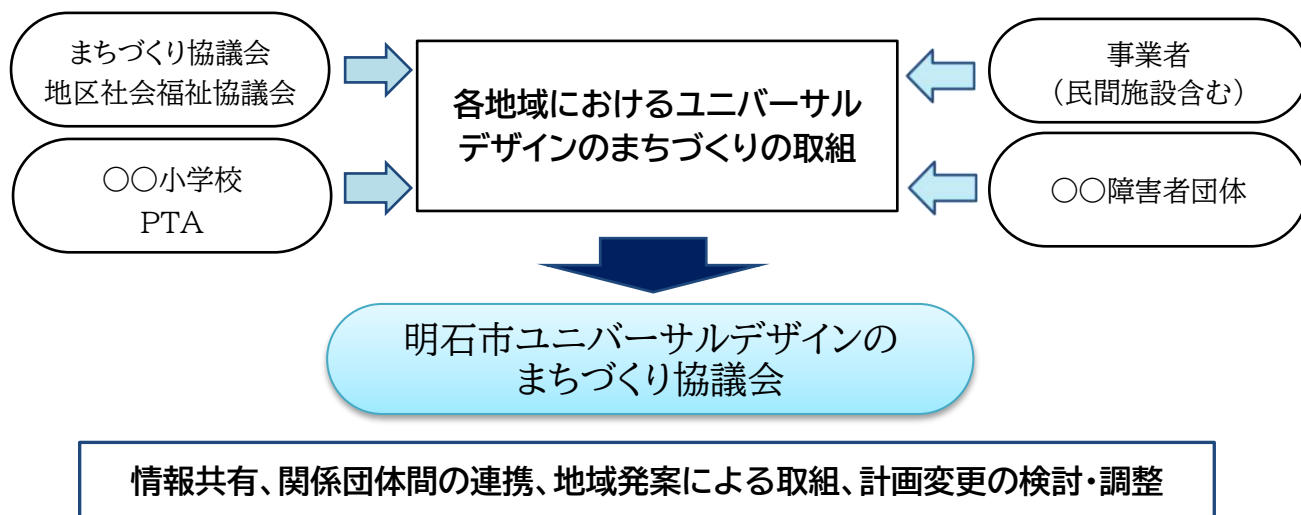 まちづくり協議会
地区社会福祉協議会
○○小学校
PTA
各地域におけるユニバーサル
デザインのまちづくりの取組
事業者
（民間施設含む）
○○障害者団体
明石市ユニバーサルデザインの
まちづくり協議会
情報共有、関係団体間の連携、地域発案による取組、計画変更の検討・調整